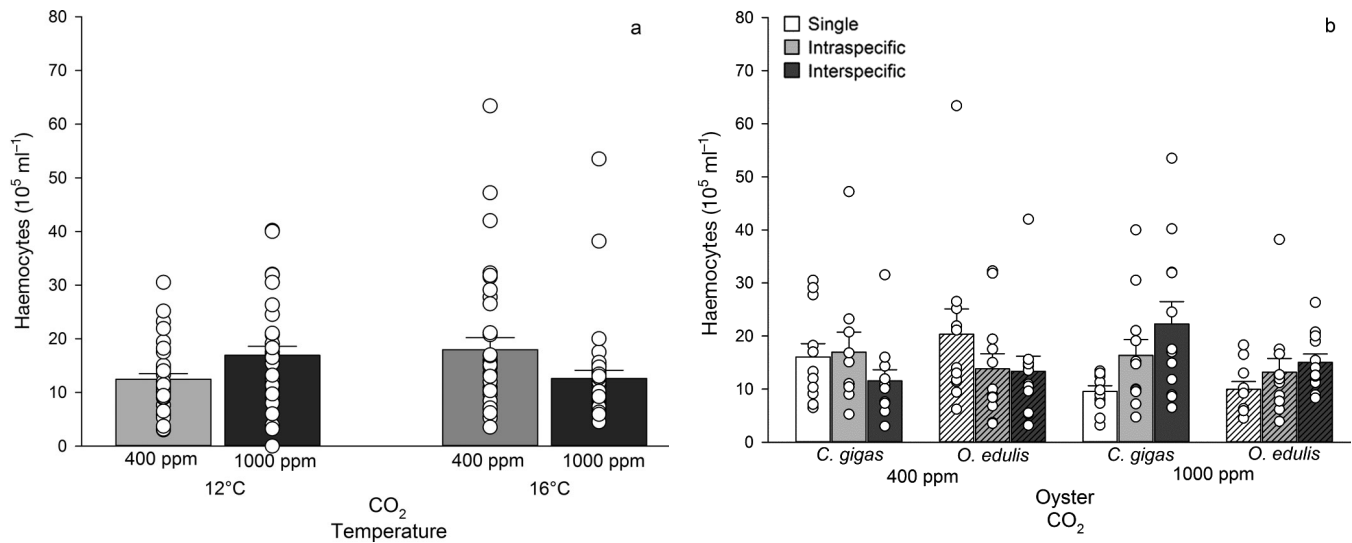 a
80
70
60
50
40
30
20
10
0
Haemocytes (10⁵ ml⁻¹)
400 ppm 1000 ppm 400 ppm 1000 ppm
12°C 16°C
CO₂
Temperature
b
Single
Intraspecific
Interspecific
80
70
60
50
40
30
20
10
0
Haemocytes (10⁵ ml⁻¹)
C. gigas O. edulis C. gigas O. edulis
400 ppm 1000 ppm
Oyster
CO₂